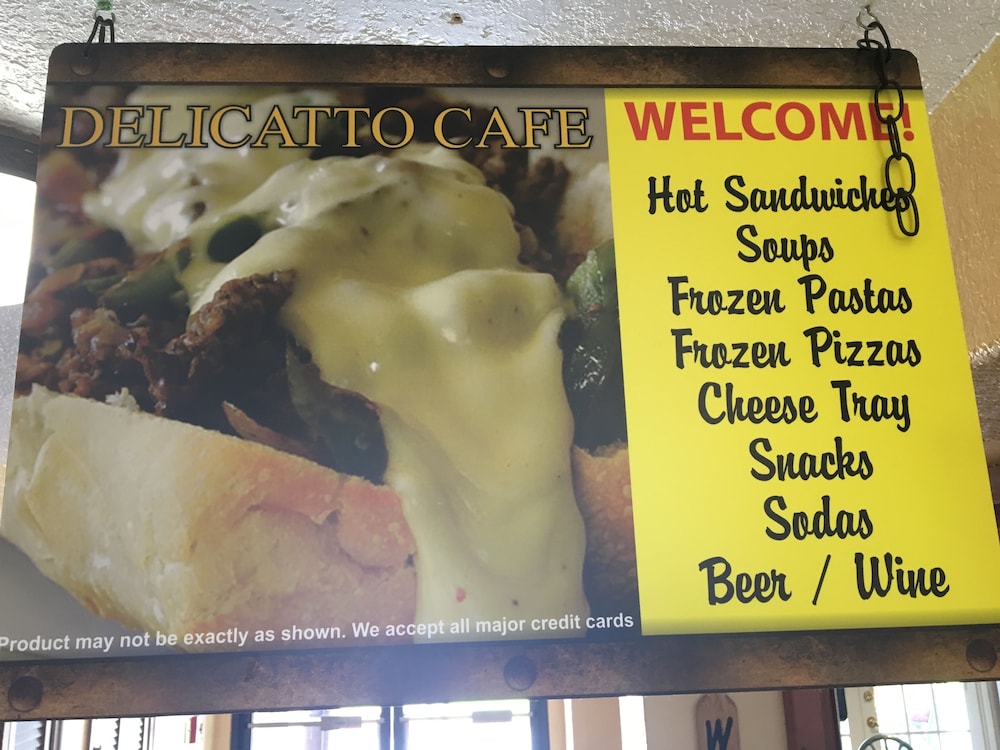 DELICATTO CAFE
WELCOME!
Hot Sandwiches
Soups
Frozen Pastas
Frozen Pizzas
Cheese Tray
Snacks
Sodas
Beer / Wine
Product may not be exactly as shown. We accept all major credit cards
W